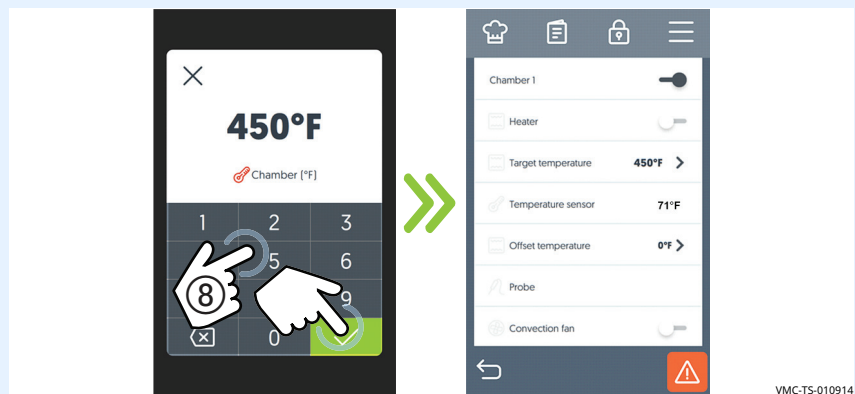 450°F
Chamber [°F]
1 2 3
5 6
8 9
0
Chamber 1
Heater
Target temperature 450°F
Temperature sensor 71°F
Offset temperature 0°F
Probe
Convection fan
VMC-TS-010914